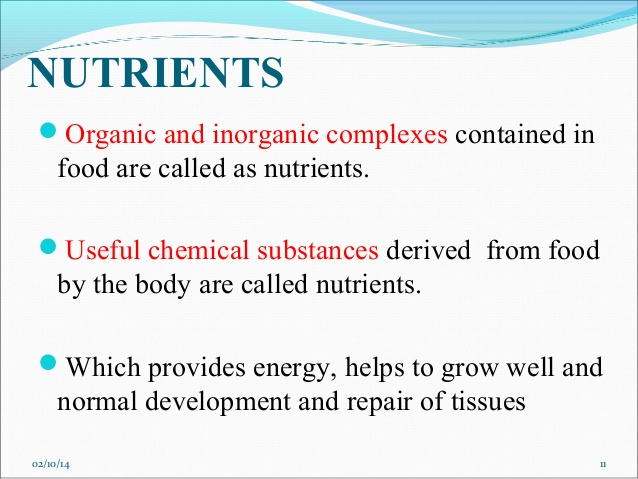 NUTRIENTS
Organic and inorganic complexes contained in
food are called as nutrients.
Useful chemical substances derived from food
by the body are called nutrients.
Which provides energy, helps to grow well and
normal development and repair of tissues
02/10/14
11